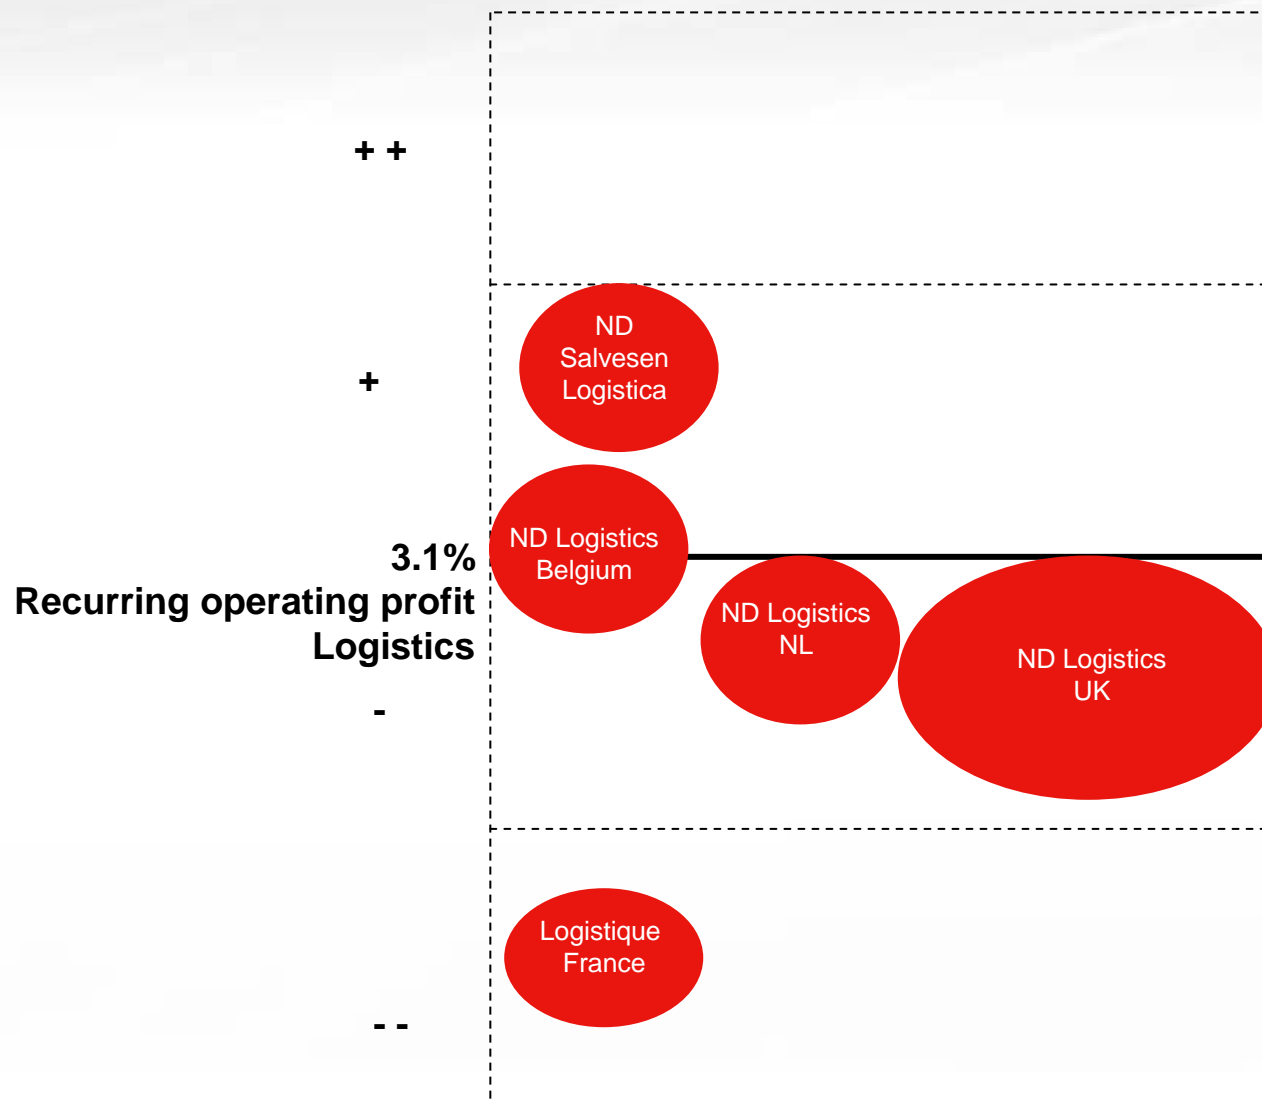 + +
ND
Salvesen
Logistica
+
ND Logistics
Belgium
3.1%
Recurring operating profit
Logistics
ND Logistics
NL
ND Logistics
UK
-
Logistique
France
- -